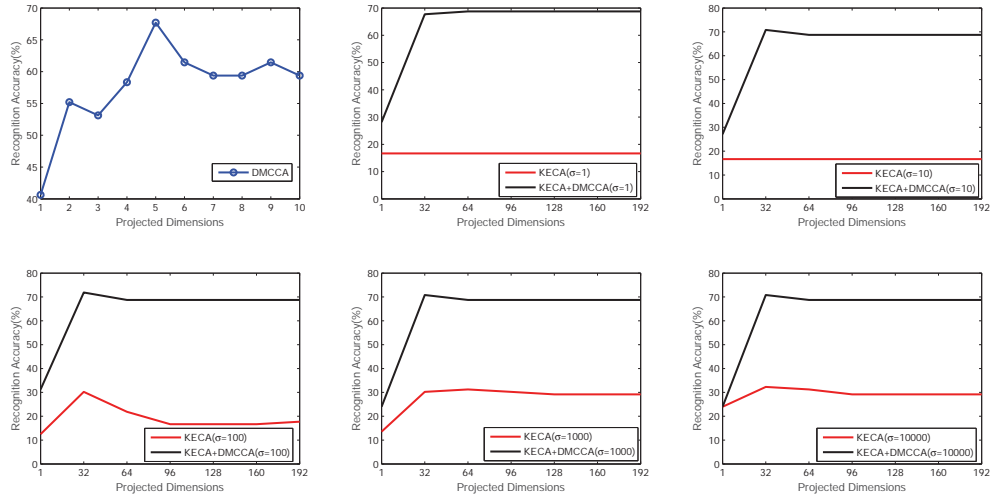 70
65
60
55
50
45
40
Recognition Accuracy(%)
DMCCA
1 2 3 4 5 6 7 8 9 10
Projected Dimensions
70
60
50
40
30
20
10
0
Recognition Accuracy(%)
KECA(σ=1)
KECA+DMCCA(σ=1)
1 32 64 96 128 160 192
Projected Dimensions
80
70
60
50
40
30
20
10
0
Recognition Accuracy(%)
KECA(σ=10)
KECA+DMCCA(σ=10)
1 32 64 96 128 160 192
Projected Dimensions
80
70
60
50
40
30
20
10
0
Recognition Accuracy(%)
KECA(σ=100)
KECA+DMCCA(σ=100)
1 32 64 96 128 160 192
Projected Dimensions
80
70
60
50
40
30
20
10
0
Recognition Accuracy(%)
KECA(σ=1000)
KECA+DMCCA(σ=1000)
1 32 64 96 128 160 192
Projected Dimensions
80
70
60
50
40
30
20
10
0
Recognition Accuracy(%)
KECA(σ=10000)
KECA+DMCCA(σ=10000)
1 32 64 96 128 160 192
Projected Dimensions